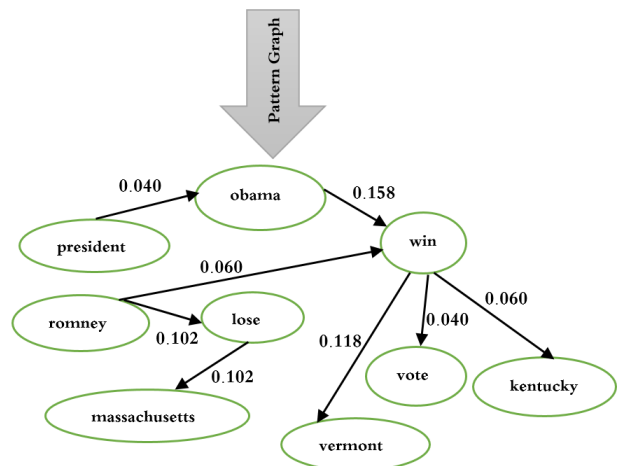 Pattern Graph
0.040
obama
0.158
president
win
0.060
romney
0.102
lose
0.102
massachusetts
0.118
0.040
0.060
vote
kentucky
vermont